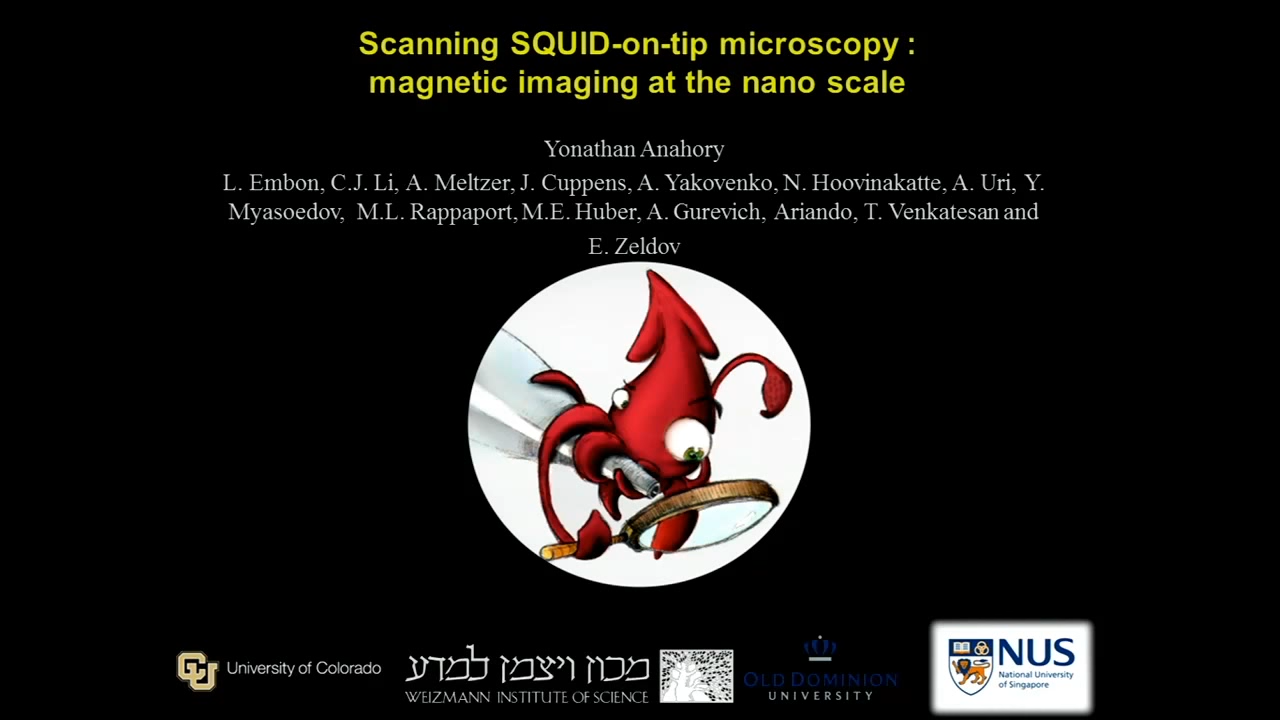 Scanning SQUID-on-tip microscopy :
magnetic imaging at the nano scale
Yonathan Anahory
L. Embon, C.J. Li, A. Meltzer, J. Cuppens, A. Yakovenko, N. Hoovinakatte, A. Uri, Y.
Myasoedov, M.L. Rappaport, M.E. Huber, A. Gurevich, Ariando, T. Venkatesan and
E. Zeldov
CU University of Colorado
מכון ויצמן למדע
WEIZMANN INSTITUTE OF SCIENCE
OLD DOMINION
UNIVERSITY
NUS
National University
of Singapore